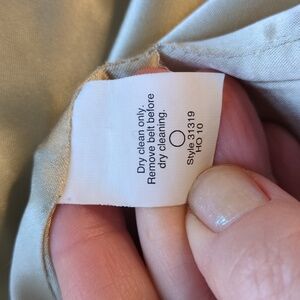 Dry clean only.
Remove belt before
dry cleaning.
Style 31319
HO 10